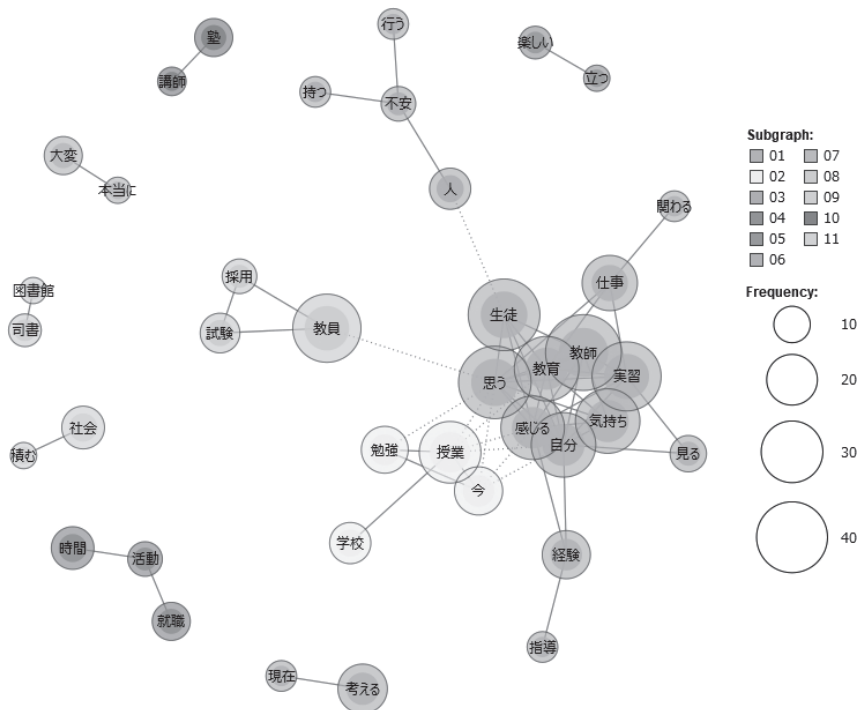 行う
塾
楽しい
講師
立つ
持つ
不安
大変
本当に
人
関わる
採用
仕事
図書館
生徒
司書
試験
教員
教師
教育
実習
思う
気持ち
感じる
社会
勉強
授業
自分
積む
見る
今
学校
時間
活動
経験
就職
指導
現在
考える
Subgraph:
01 07
02 08
03 09
04 10
05 11
06
Frequency:
10
20
30
40